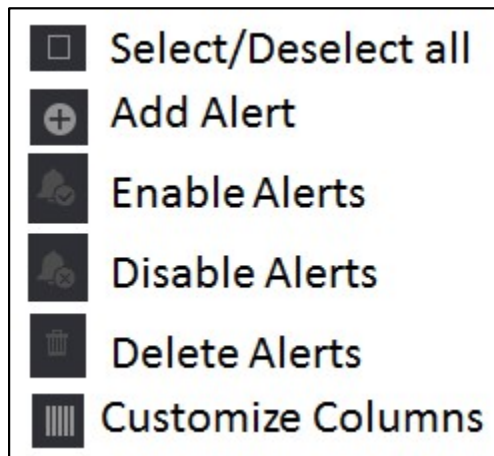 Select/Deselect all
Add Alert
Enable Alerts
Disable Alerts
Delete Alerts
Customize Columns